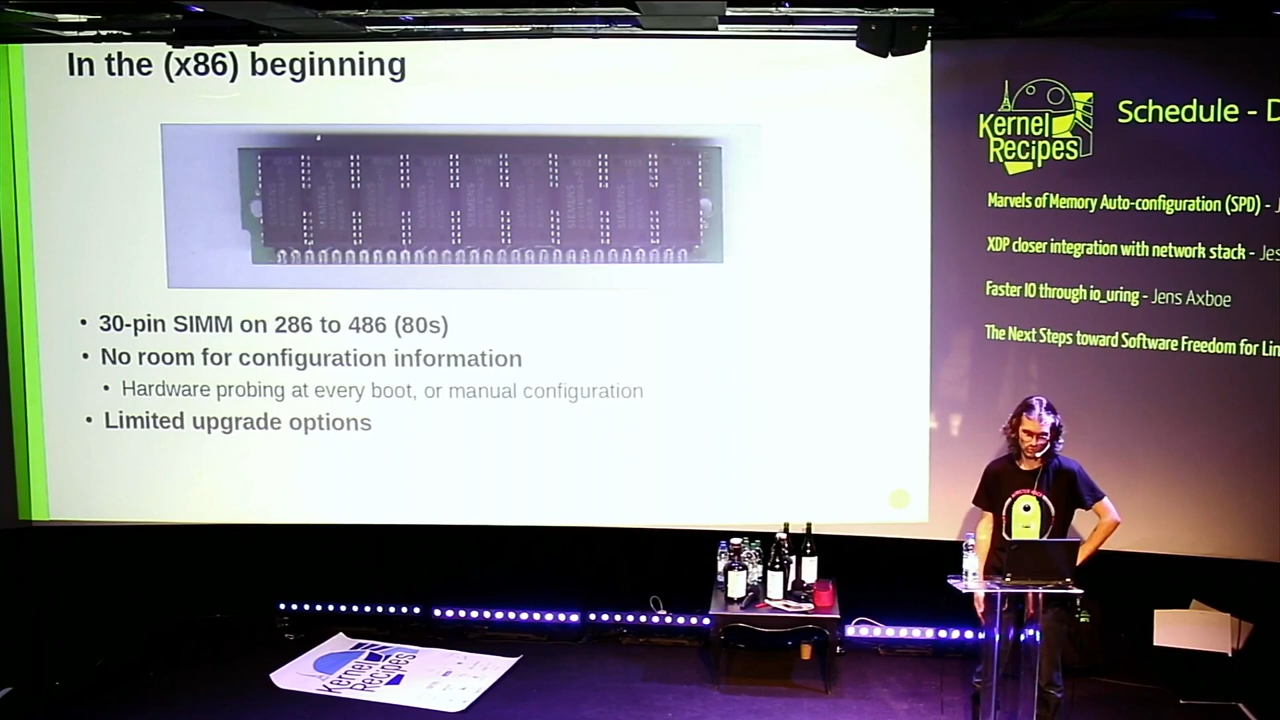 In the (x86) beginning
30-pin SIMM on 286 to 486 (80s)
No room for configuration information
Hardware probing at every boot, or manual configuration
Limited upgrade options
Kernel
Recipes
Schedule - D
Marvels of Memory Auto-configuration (SPD) - J
XDP closer integration with network stack - Jes
Faster IO through io_uring - Jens Axboe
The Next Steps toward Software Freedom for Lin
Kernel
Recipes